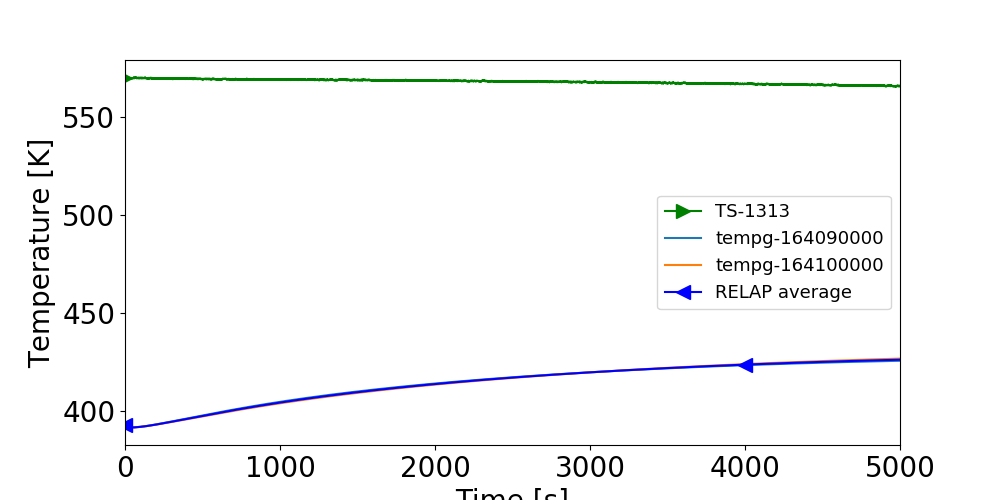 Temperature [K]
550
500
450
400
TS-1313
tempg-164090000
tempg-164100000
RELAP average
0 1000 2000 3000 4000 5000
Time [s]